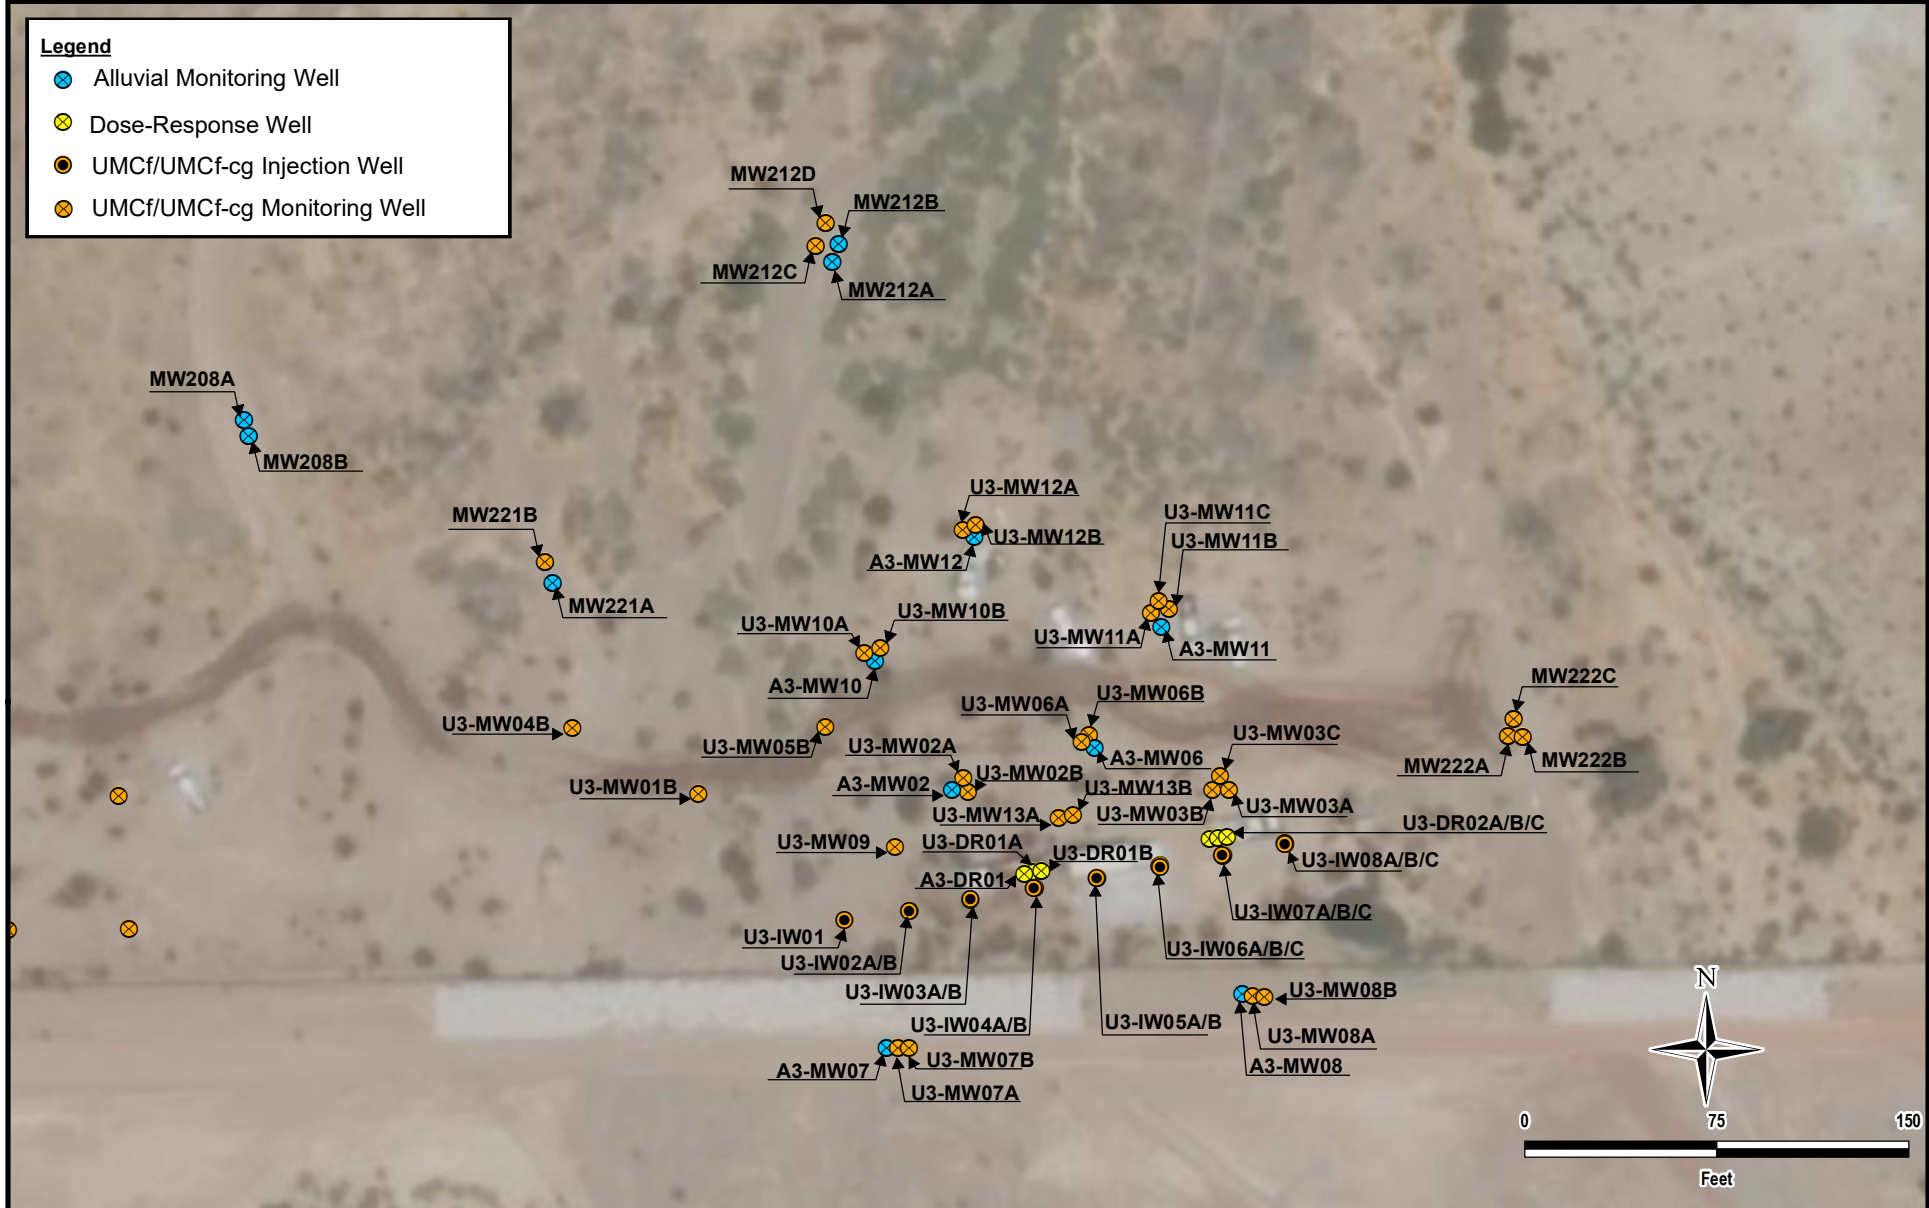 Legend
Alluvial Monitoring Well
Dose-Response Well
UMCf/UMCf-cg Injection Well
UMCf/UMCf-cg Monitoring Well
MW212D
MW212B
MW212C
MW212A
MW208A
MW208B
MW221B
MW221A
U3-MW12A
U3-MW12B
A3-MW12
U3-MW11C
U3-MW11B
U3-MW11A
A3-MW11
U3-MW10B
U3-MW10A
A3-MW10
MW222C
MW222A
MW222B
U3-MW06B
U3-MW06A
A3-MW06
U3-MW04B
U3-MW05B
U3-MW02A
U3-MW03C
U3-MW02B
A3-MW02
U3-MW01B
U3-MW13B
U3-MW13A
U3-MW03B
U3-MW03A
U3-DR02A/B/C
U3-MW09
U3-DR01A
U3-DR01B
A3-DR01
U3-IW08A/B/C
U3-IW07A/B/C
U3-IW01
U3-IW06A/B/C
U3-IW02A/B
U3-IW03A/B
U3-IW04A/B
U3-IW05A/B
U3-MW08B
U3-MW08A
A3-MW08
U3-MW07B
A3-MW07
U3-MW07A
N
0 75 150
Feet